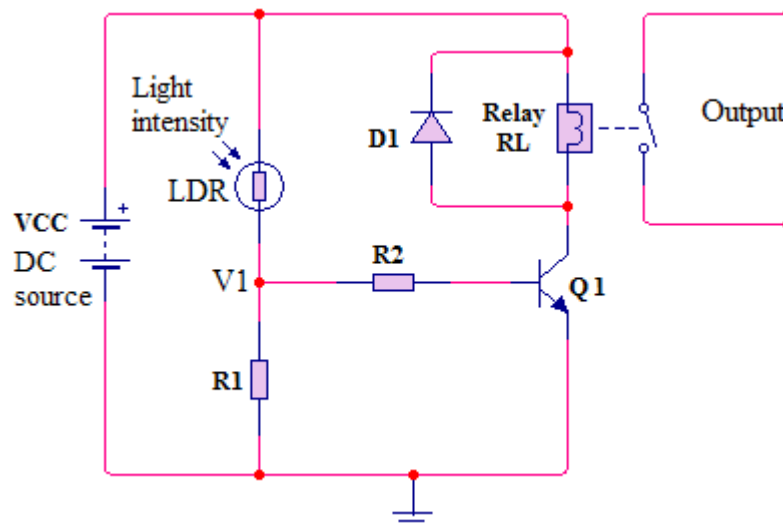 Light
intensity
LDR
VCC
+
DC
source
V1
R1
R2
D1
Relay
RL
Q1
Output